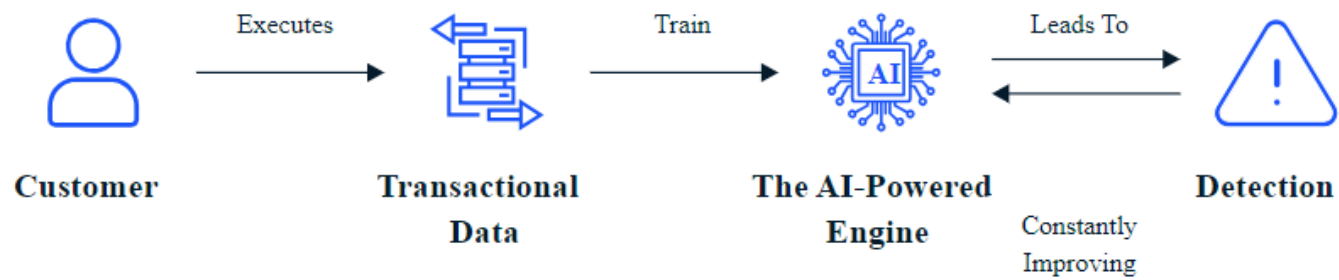 Executes
Train
Leads To
AI
Customer
Transactional
Data
The AI-Powered
Engine
Detection
Constantly
Improving